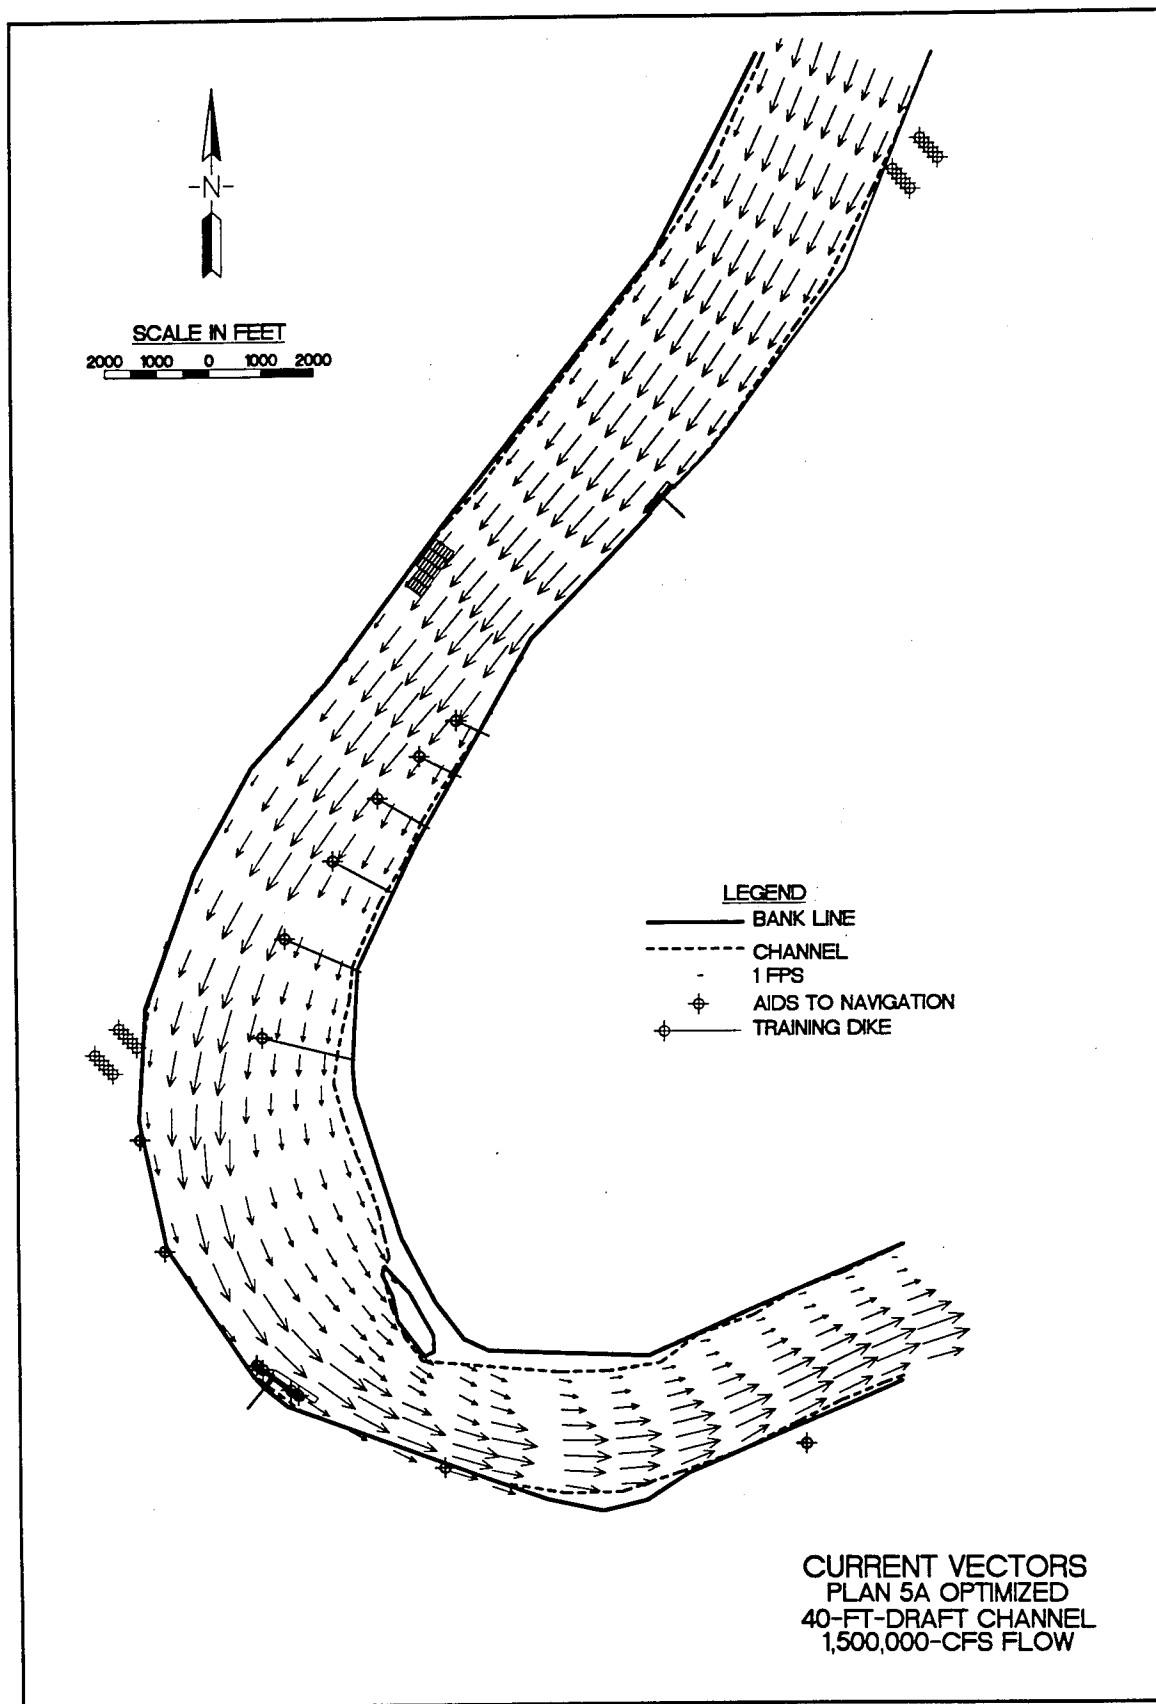 -N-
SCALE IN FEET
2000 1000 0 1000 2000
LEGEND
BANK LINE
CHANNEL
1 FPS
AIDS TO NAVIGATION
TRAINING DIKE
CURRENT VECTORS
PLAN 5A OPTIMIZED
40-FT-DRAFT CHANNEL
1,500,000-CFS FLOW